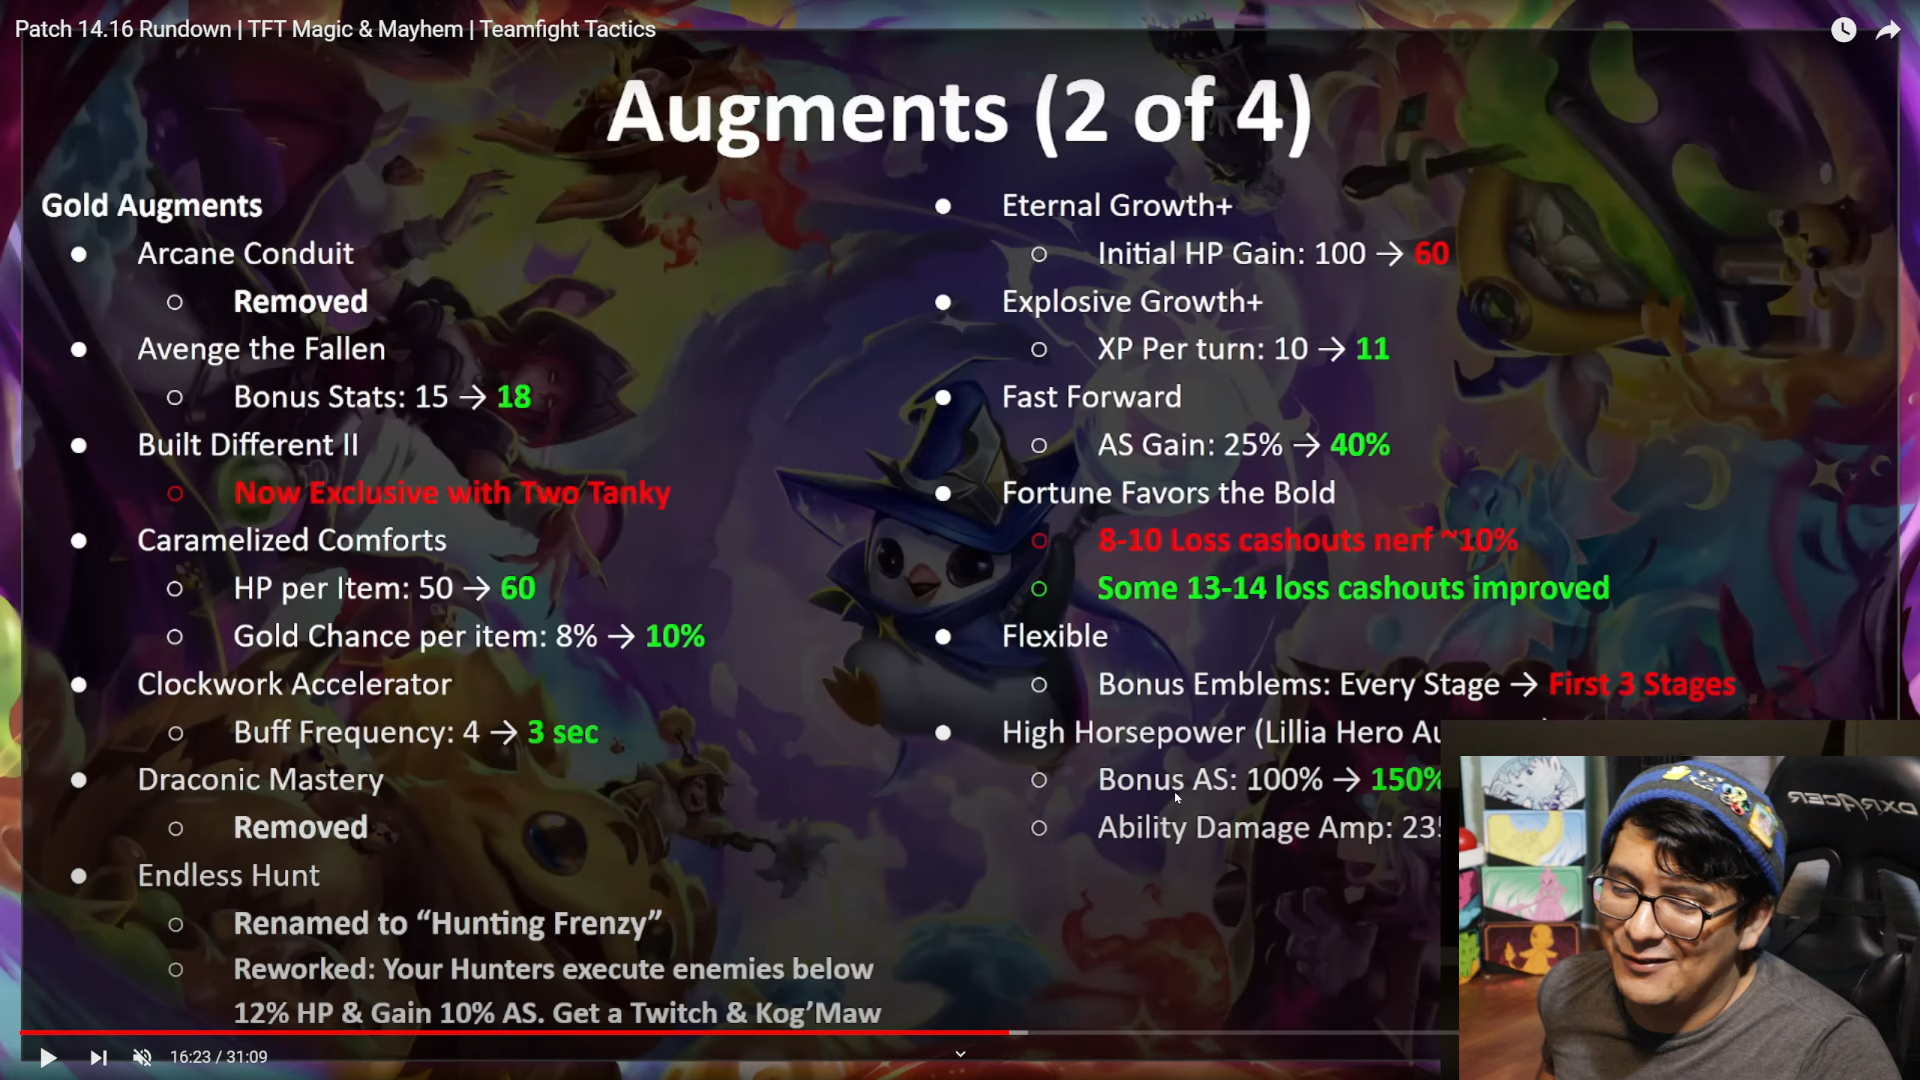 Patch 14.16 Rundown | TFT Magic & Mayhem | Teamfight Tactics
Augments (2 of 4)
Gold Augments
Arcane Conduit
Removed
Avenge the Fallen
Bonus Stats: 15 → 18
Built Different II
Now Exclusive with Two Tanky
Caramelized Comforts
HP per Item: 50 → 60
Gold Chance per item: 8% → 10%
Clockwork Accelerator
Buff Frequency: 4 → 3 sec
Draconic Mastery
Removed
Endless Hunt
Renamed to “Hunting Frenzy”
Reworked: Your Hunters execute enemies below
12% HP & Gain 10% AS. Get a Twitch & Kog’Maw
Eternal Growth+
Initial HP Gain: 100 → 60
Explosive Growth+
XP Per turn: 10 → 11
Fast Forward
AS Gain: 25% → 40%
Fortune Favors the Bold
8-10 Loss cashouts nerf ~10%
Some 13-14 loss cashouts improved
Flexible
Bonus Emblems: Every Stage → First 3 Stages
High Horsepower (Lillia Hero Au
Bonus AS: 100% → 150%
Ability Damage Amp: 23
DXRACER
16:23 / 31:09